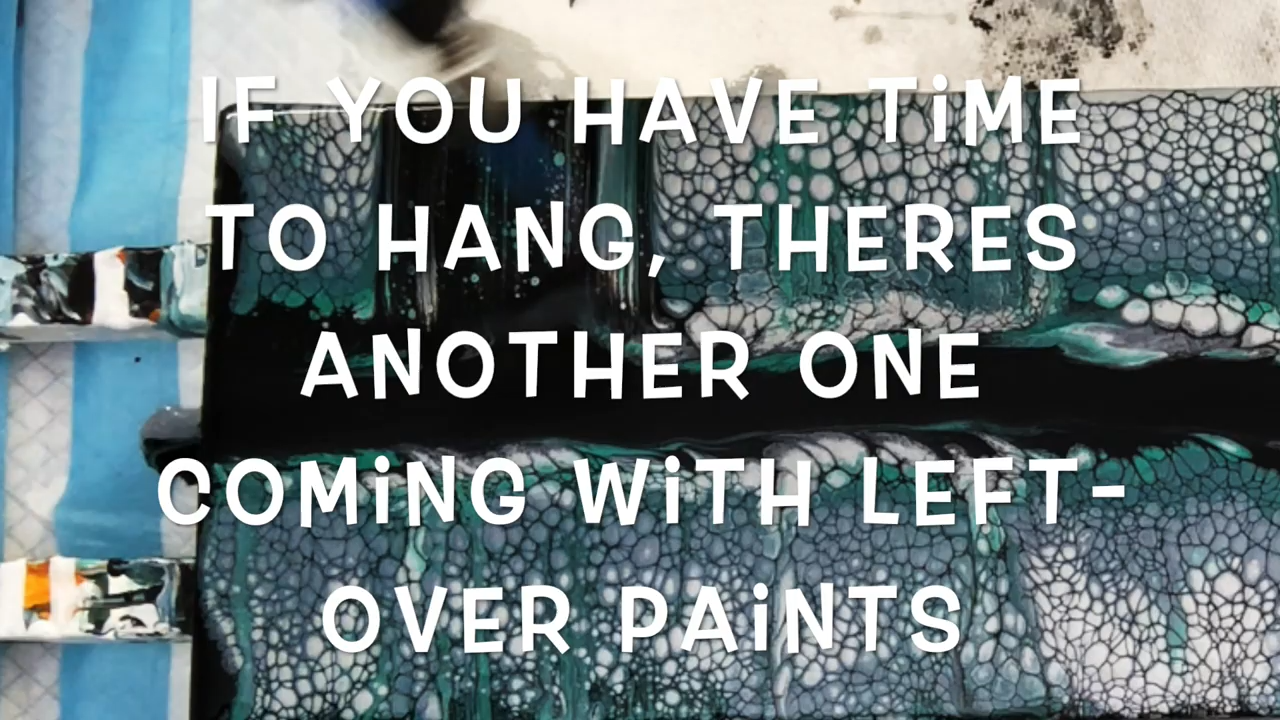 IF YOU HAVE TiME
TO HANG, THERES
ANOTHER ONE
COMiNG WiTH LEFT-
OVER PAiNTS